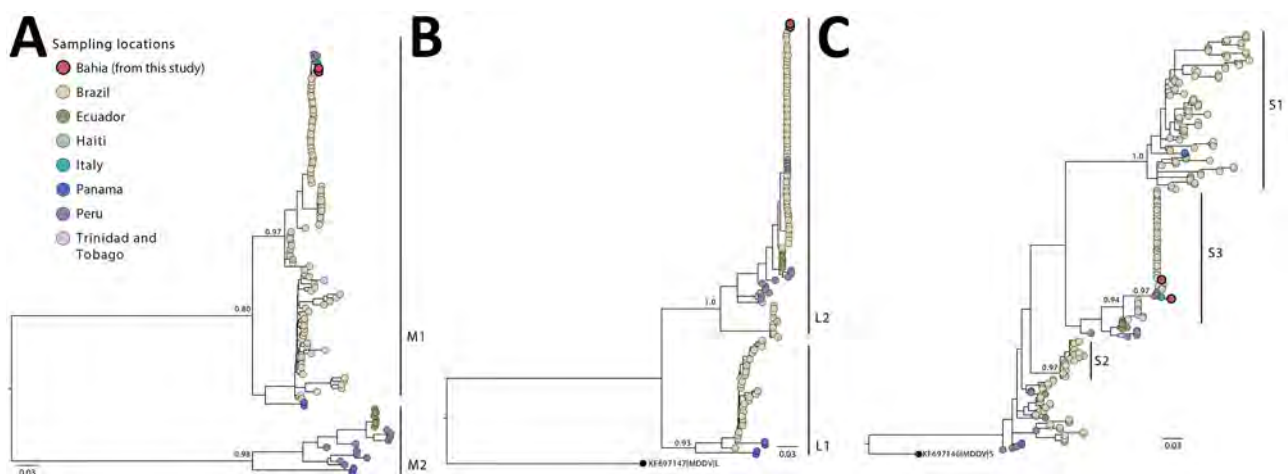 A
Sampling locations
Bahia (from this study)
Brazil
Ecuador
Haiti
Italy
Panama
Peru
Trinidad and
Tobago
0.97
0.80
M1
0.98
M2
0.03
B
1.0
L2
0.93
L1
0.03
KF697147|MDDV|L
C
1.0
S1
0.97
0.94
S3
0.97
S2
KF697146|MDDV|S
0.03